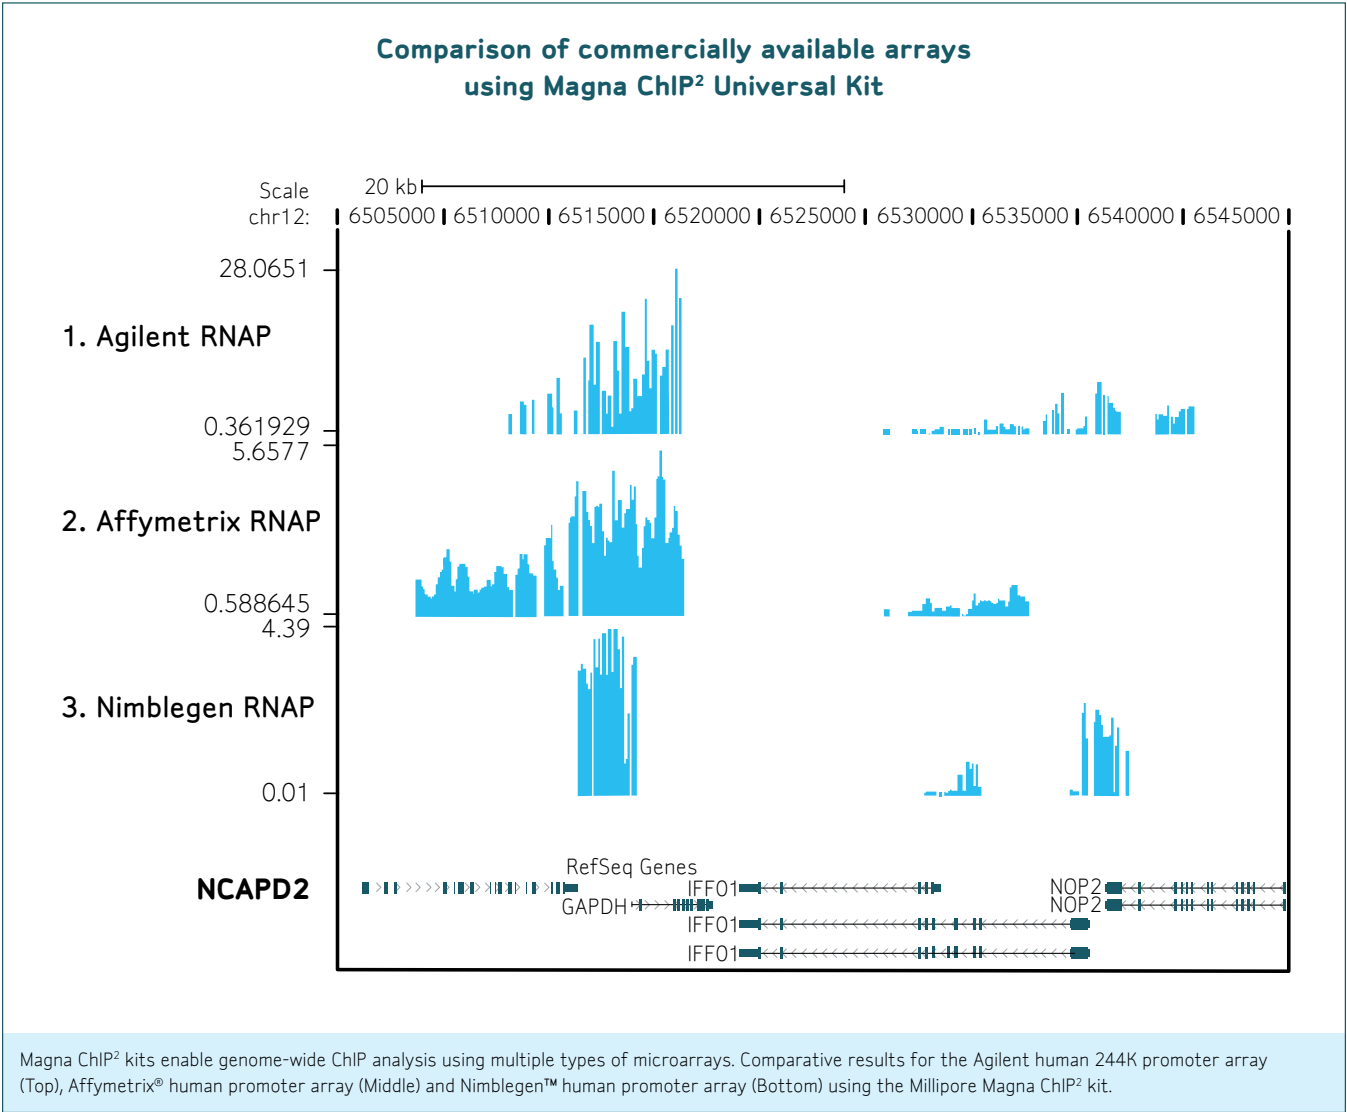 Comparison of commercially available arrays
using Magna ChIP² Universal Kit
Scale 20 kb
chr12: 6505000 6510000 6515000 6520000 6525000 6530000 6535000 6540000 6545000
28.0651
1. Agilent RNAP
0.361929
5.6577
2. Affymetrix RNAP
0.588645
4.39
3. Nimblegen RNAP
0.01
RefSeq Genes
NCAPD2 IFFO1 NOP2
GAPDH NOP2
IFFO1
IFFO1
Magna ChIP² kits enable genome-wide ChIP analysis using multiple types of microarrays. Comparative results for the Agilent human 244K promoter array
(Top), Affymetrix® human promoter array (Middle) and Nimblegen™ human promoter array (Bottom) using the Millipore Magna ChIP² kit.